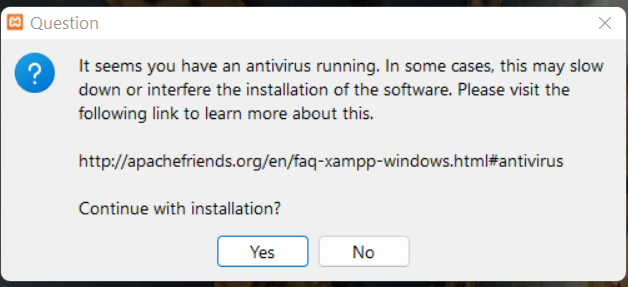 Question
It seems you have an antivirus running. In some cases, this may slow
down or interfere the installation of the software. Please visit the
following link to learn more about this.
http://apachefriends.org/en/faq-xampp-windows.html#antivirus
Continue with installation?
Yes No